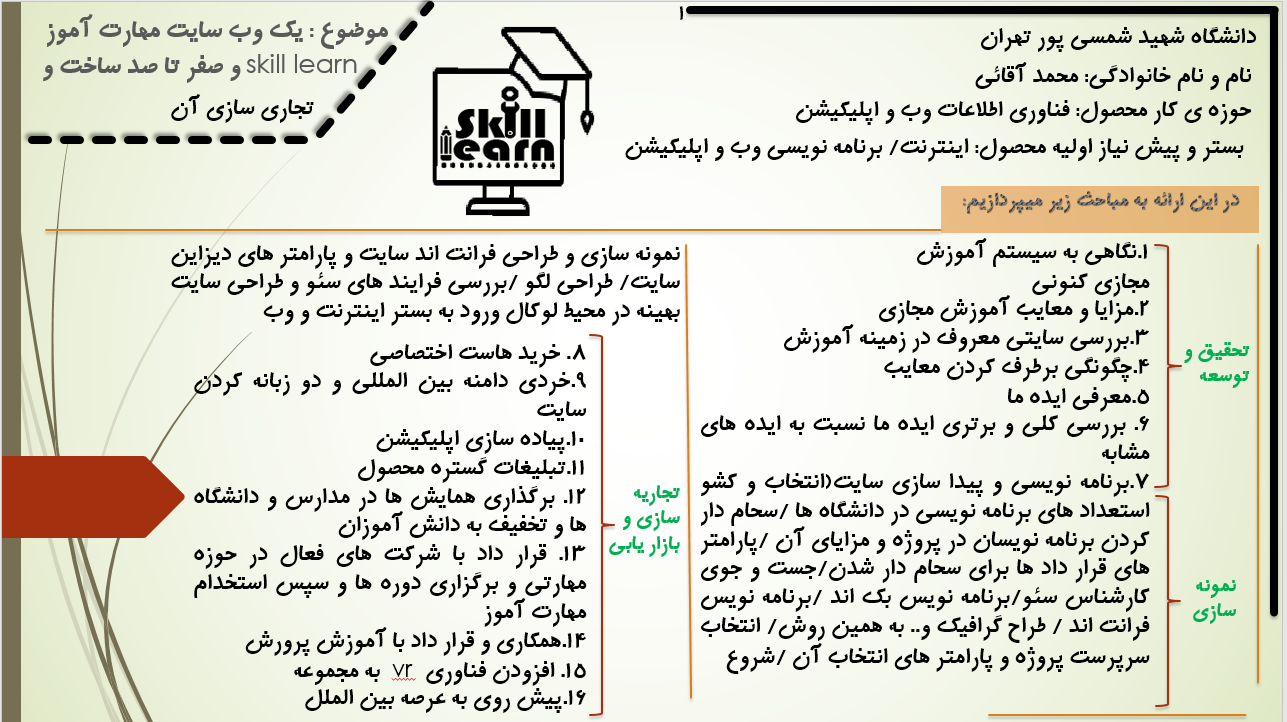 ۱
دانشگاه شهید شمسی پور تهران
نام و نام خانوادگی: محمد آقائی
حوزه ی کار محصول: فناوری اطلاعات وب و اپلیکیشن
بستر و پیش نیاز اولیه محصول: اینترنت/ برنامه نویسی وب و اپلیکیشن
موضوع : یک وب سایت مهارت آموز
skill learn و صفر تا صد ساخت و
تجاری سازی آن
skill
learn
در این ارائه به مباحث زیر میپردازیم:
۱.نگاهی به سیستم آموزش
مجازی کنونی
۲.مزایا و معایب آموزش مجازی
۳.بررسی سایتی معروف در زمینه آموزش
۴.چگونگی برطرف کردن معایب
۵.معرفی ایده ما
۶. بررسی کلی و برتری ایده ما نسبت به ایده های
مشابه
تحقیق و
توسعه
۷.برنامه نویسی و پیدا سازی سایت(انتخاب و کشو
استعداد های برنامه نویسی در دانشگاه ها /سحام دار
کردن برنامه نویسان در پروژه و مزایای آن /پارامتر
های قرار داد ها برای سحام دار شدن/جست و جوی
کارشناس سئو/برنامه نویس بک اند /برنامه نویس
فرانت اند / طراح گرافیک و.. به همین روش/ انتخاب
سرپرست پروژه و پارامتر های انتخاب آن /شروع
نمونه
سازی
نمونه سازی و طراحی فرانت اند سایت و پارامتر های دیزاین
سایت/ طراحی لگو /بررسی فرایند های سئو و طراحی سایت
بهینه در محیط لوکال ورود به بستر اینترنت و وب
۸. خرید هاست اختصاصی
۹.خردی دامنه بین المللی و دو زبانه کردن
سایت
۱۰.پیاده سازی اپلیکیشن
۱۱.تبلیغات گستره محصول
۱۲. برگذاری همایش ها در مدارس و دانشگاه
ها و تخفیف به دانش آموزان
۱۳. قرار داد با شرکت های فعال در حوزه
مهارتی و برگزاری دوره ها و سپس استخدام
مهارت آموز
۱۴.همکاری و قرار داد با آموزش پرورش
۱۵. افزودن فناوری vr به مجموعه
۱۶.پیش روی به عرصه بین الملل
تجاریه
سازی و
بازار یابی